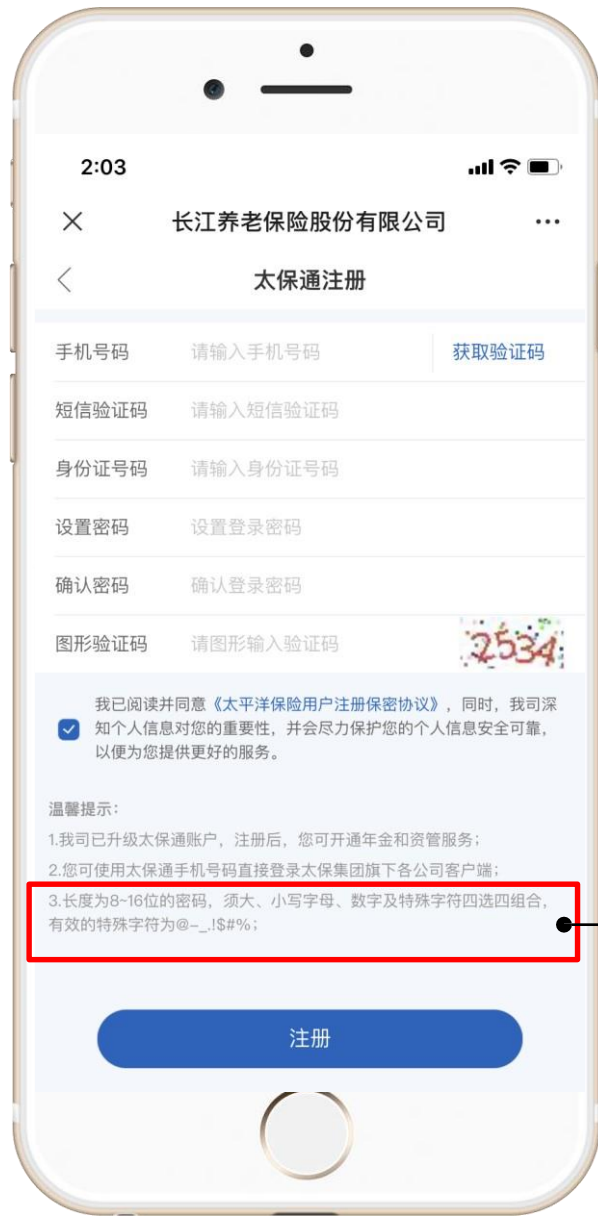 2:03
长江养老保险股份有限公司
太保通注册
手机号码 请输入手机号码 获取验证码
短信验证码 请输入短信验证码
身份证号码 请输入身份证号码
设置密码 设置登录密码
确认密码 确认登录密码
图形验证码 请图形输入验证码 2534
我已阅读并同意《太平洋保险用户注册保密协议》，同时，我司深
知个人信息对您的重要性，并会尽力保护您的个人信息安全可靠，
以便为您提供更好的服务。
温馨提示：
1.我司已升级太保通账户，注册后，您可开通年金和资管服务；
2.您可使用太保通手机号码直接登录太保集团旗下各公司客户端；
3.长度为8~16位的密码，须大、小写字母、数字及特殊字符四选四组合，
有效的特殊字符为@-_.!$#%；
注册